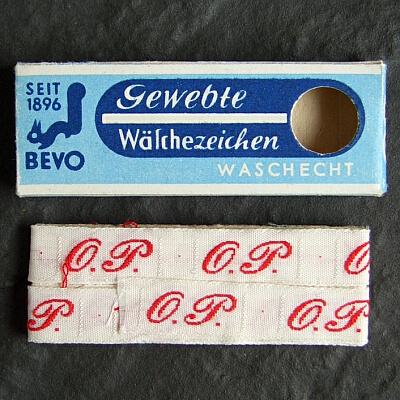 SEIT
1896
BEVO
Gewebte
Wäschezeichen
WASCHECHT
O.P. O.P. O.P.
P. O.P. O.P.